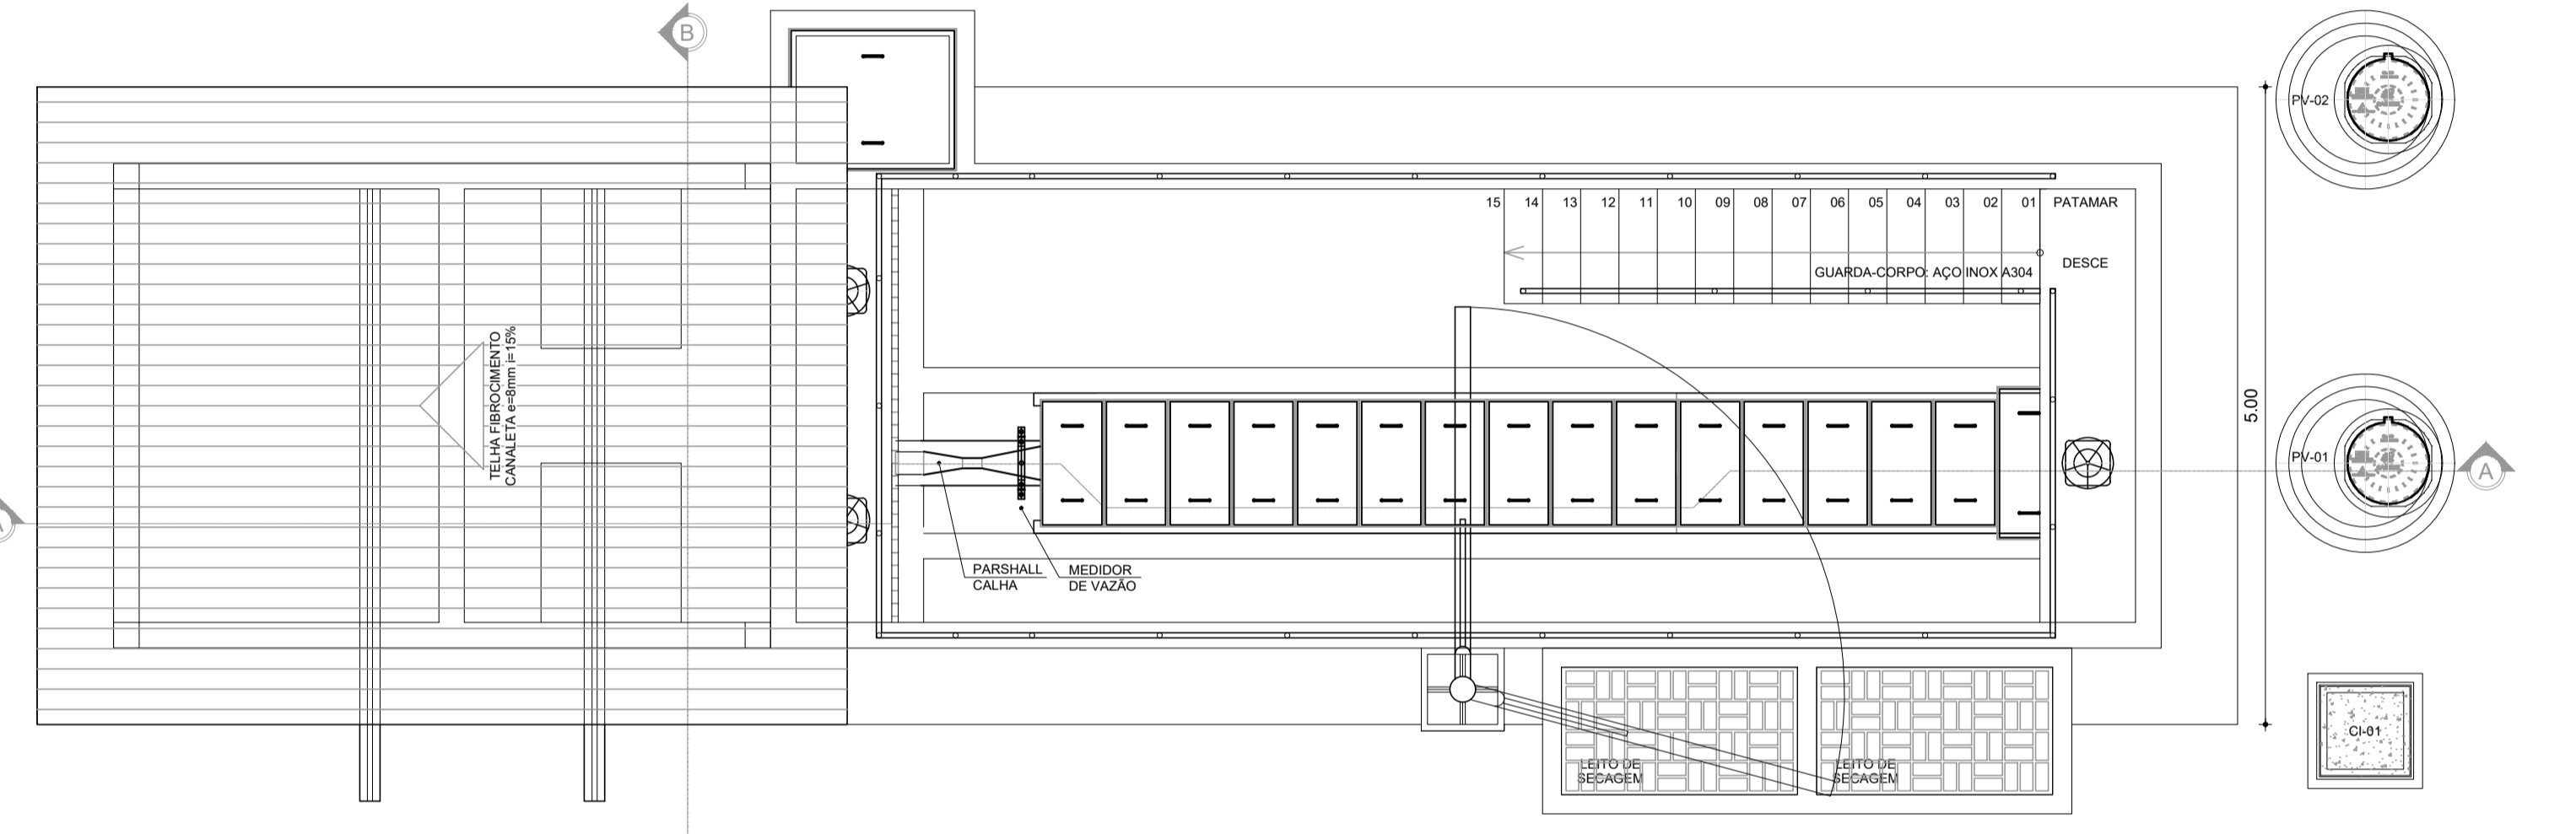 B
PV-02
15 14 13 12 11 10 09 08 07 06 05 04 03 02 01 PATAMAR
DESCE
GUARDA-CORPO: AÇO INOX A304
TELHA FIBROCIMENTO
CANALETA e=8mm i=15%
5.00
PV-01
A
PARSHALL
CALHA
MEDIDOR
DE VAZÃO
LEITO DE
SECAGEM
LEITO DE
SECAGEM
CI-01